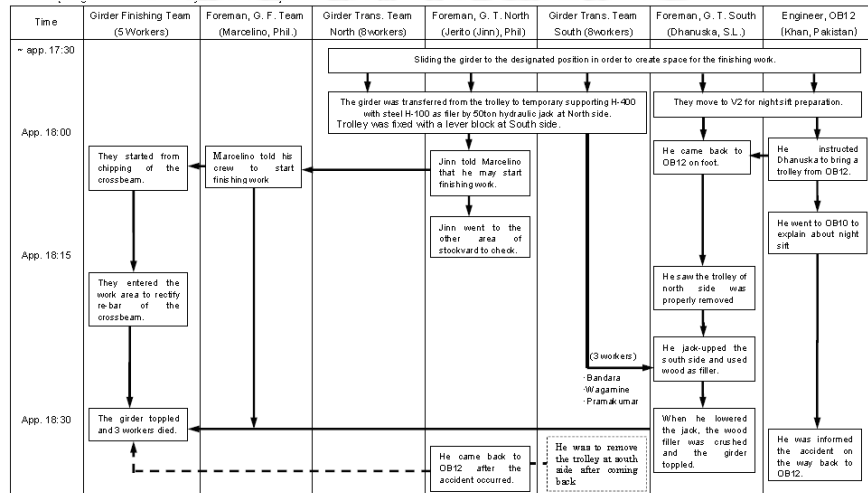 Time
Girder Finishing Team
(5 Workers)
Foreman, G. F. Team
(Marcelino, Phil.)
Girder Trans. Team
North (8workers)
Foreman, G. T. North
(Jerito (Jinn), Phil)
Girder Trans. Team
South (8workers)
Foreman, G. T. South
(Dhanuska, S.L.)
Engineer, OB12
(Khan, Pakistan)
~ app. 17:30
Sliding the girder to the designated position in order to create space for the finishing work.
The girder was transferred from the trolley to temporary supporting H-400
with steel H-100 as filer by 50ton hydraulic jack at North side.
Trolley was fixed with a lever block at South side.
They move to V2 for night sift preparation.
App. 18:00
They started from
chipping of the
crossbeam.
Marcelino told his
crew to start
finishing work
Jinn told Marcelino
that he may start
finishing work.
He came back to
OB12 on foot.
He instructed
Dhanuska to bring a
trolley from OB12.
Jinn went to the
other area of
stockyard to check.
He went to OB10 to
explain about night
sift
App. 18:15
They entered the
work area to rectify
re-bar of the
crossbeam.
He saw the trolley of
north side was
properly removed
(3 workers)
·Bandara
·Wagamine
·Pramakumar
He jack-upped the
south side and used
wood as filler.
App. 18:30
The girder toppled
and 3 workers died.
When he lowered
the jack, the wood
filler was crushed
and the girder
toppled.
He was informed
the accident on
the way back to
OB12.
He came back to
OB12 after the
accident occurred.
He was to remove
the trolley at south
side after coming
back